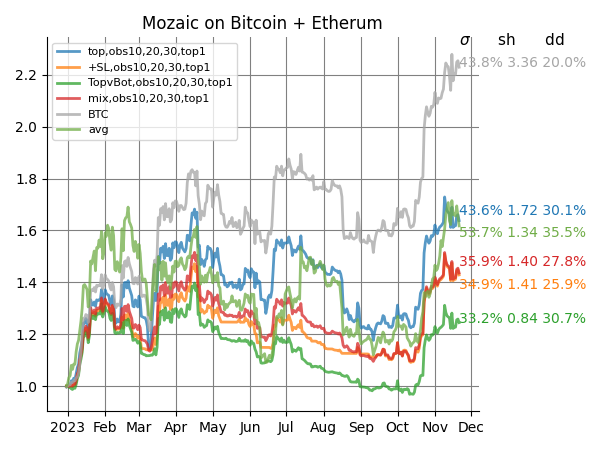 Mozaic on Bitcoin + Etherum
σ sh dd
top,obs10,20,30,top1
+SL,obs10,20,30,top1
TopvBot,obs10,20,30,top1
mix,obs10,20,30,top1
BTC
avg
43.8% 3.36 20.0%
43.6% 1.72 30.1%
53.7% 1.34 35.5%
35.9% 1.40 27.8%
34.9% 1.41 25.9%
33.2% 0.84 30.7%
2.2
2.0
1.8
1.6
1.4
1.2
1.0
2023 Feb Mar Apr May Jun Jul Aug Sep Oct Nov Dec